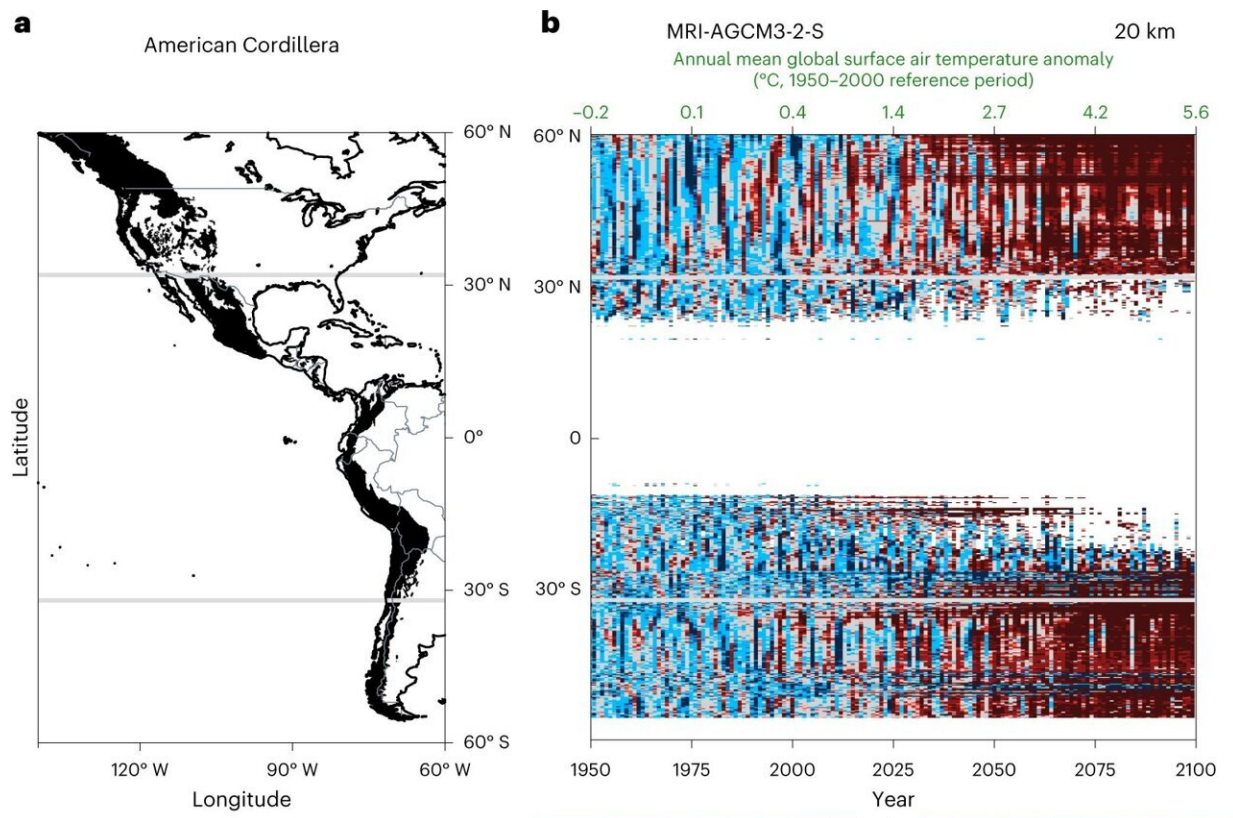 a
American Cordillera
60° N
30° N
0°
30° S
60° S
Latitude
120° W
90° W
60° W
Longitude
b
MRI-AGCM3-2-S
20 km
Annual mean global surface air temperature anomaly
(°C, 1950–2000 reference period)
−0.2 0.1 0.4 1.4 2.7 4.2 5.6
60° N
30° N
0
30° S
1950 1975 2000 2025 2050 2075 2100
Year